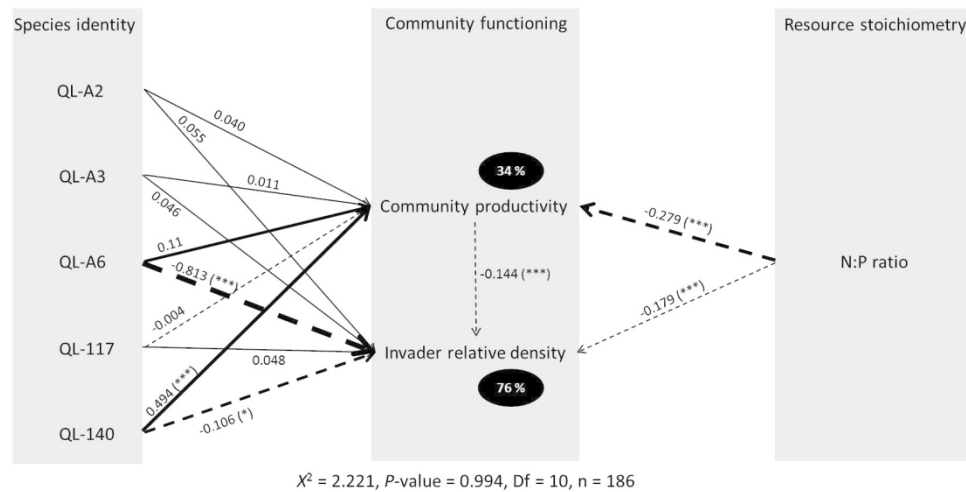 Species identity
Community functioning
Resource stoichiometry
QL-A2
QL-A3
QL-A6
QL-117
QL-140
0.040
0.055
0.011
0.046
0.11
-0.813 (***)
-0.004
0.048
0.494 (***)
-0.106 (*)
34 %
Community productivity
-0.144 (***)
Invader relative density
76 %
-0.279 (***)
-0.179 (***)
N:P ratio
X² = 2.221, P-value = 0.994, Df = 10, n = 186